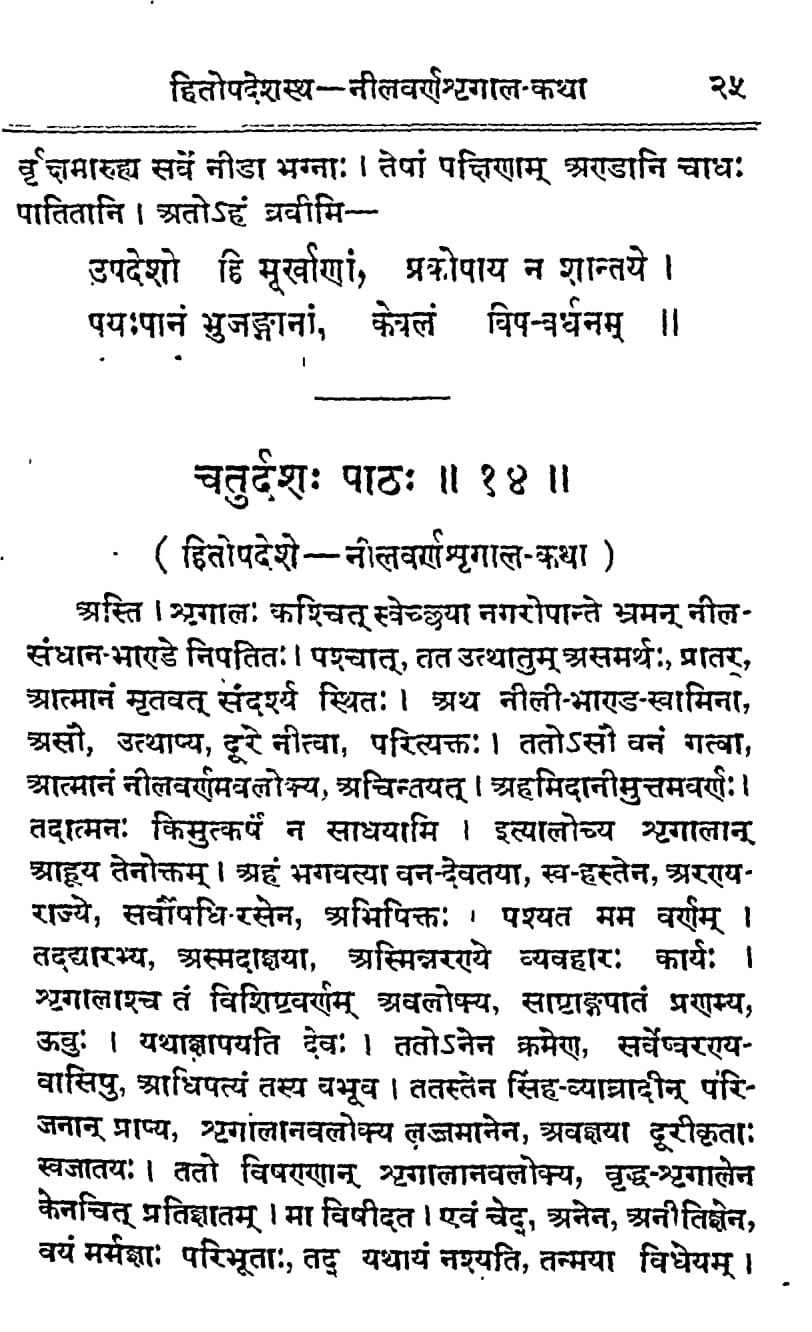 हितोपदेशस्थ—नीलवर्णशृगाल-कथा २५
र्वृक्षमारुह्य सर्वे नीडा भग्नाः । तेषां पक्षिणाम् अण्डानि चाधः
पातितानि । अतोऽहं ब्रवीमि—
उपदेशो हि मूर्खाणां, प्रकोपाय न शान्तये ।
पयःपानं भुजङ्गानां, केवलं विष-वर्धनम् ॥
चतुर्दशः पाठः ॥ १४ ॥
( हितोपदेशे—नीलवर्णशृगाल-कथा )
अस्ति । शृगालः कश्चित् स्वेच्छया नगरोपान्ते भ्रमन् नील-
संधान-भाण्डे निपतितः। पश्चात्, तत उत्थातुम् असमर्थः, प्रातर्,
आत्मानं मृतवत् संदर्श्य स्थितः । अथ नीली-भाण्ड-स्वामिना,
असौ, उत्थाप्य, दूरे नीत्वा, परित्यक्तः । ततोऽसौ वनं गत्वा,
आत्मानं नीलवर्णमवलोक्य, अचिन्तयत् । अहमिदानीमुत्तमवर्णः।
तदात्मनः किमुत्कर्षं न साधयामि । इत्यालोच्य शृगालान्
आहूय तेनोक्तम् । अहं भगवत्या वन-देवतया, स्व-हस्तेन, अरण्य-
राज्ये, सर्वौषधि-रसेन, अभिषिक्तः । पश्यत मम वर्णम् ।
तदद्यारभ्य, अस्मदाज्ञया, अस्मिन्नरण्ये व्यवहारः कार्यः ।
शृगालाश्च तं विशिष्टवर्णम् अवलोक्य, साष्टाङ्गपातं प्रणम्य,
ऊचुः । यथाज्ञापयति देवः । ततोऽनेन क्रमेण, सर्वेष्वरण्य-
वासिषु, आधिपत्यं तस्य बभूव । ततस्तेन सिंह-व्याघ्रादीन् परि-
जनान् प्राप्य, शृगालानवलोक्य लज्जमानेन, अवज्ञया दूरीकृताः
स्वजातयः । ततो विषण्णान् शृगालानवलोक्य, वृद्ध-शृगालेन
केनचित् प्रतिज्ञातम् । मा विषीदत । एवं चेद्, अनेन, अनीतिज्ञेन,
वयं मर्मज्ञाः परिभूताः, तद् यथायं नश्यति, तन्मया विधेयम् ।